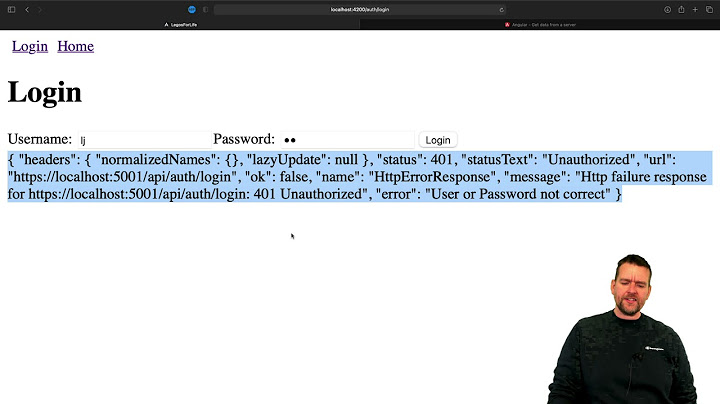 localhost:4200/auth/login
LegosForLife
Angular - Get data from a server
Login Home
Login
Username: lj Password: •• Login
{ "headers": { "normalizedNames": {}, "lazyUpdate": null }, "status": 401, "statusText": "Unauthorized", "url":
"https://localhost:5001/api/auth/login", "ok": false, "name": "HttpErrorResponse", "message": "Http failure response
for https://localhost:5001/api/auth/login: 401 Unauthorized", "error": "User or Password not correct" }
Champion